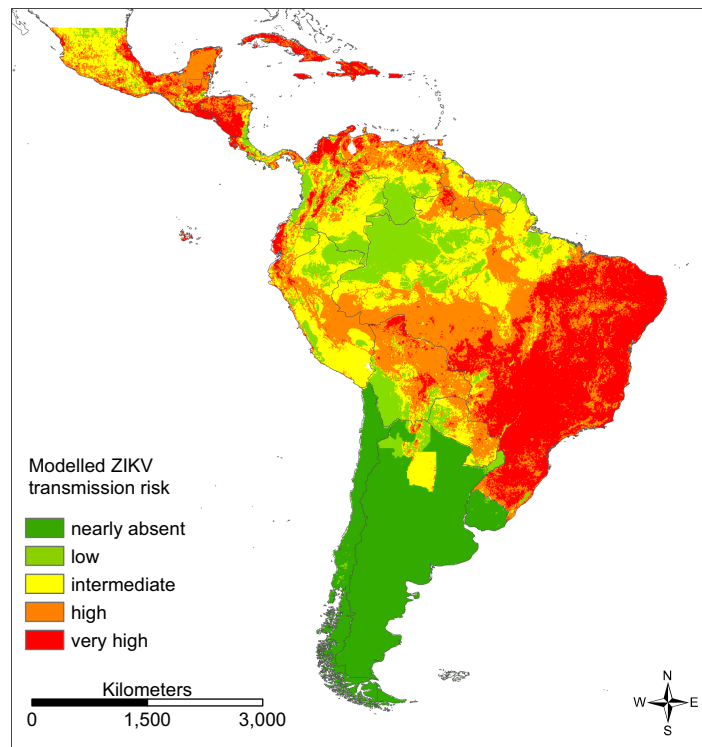 Modelled ZIKV
transmission risk
nearly absent
low
intermediate
high
very high
Kilometers
0 1,500 3,000
N
W E
S